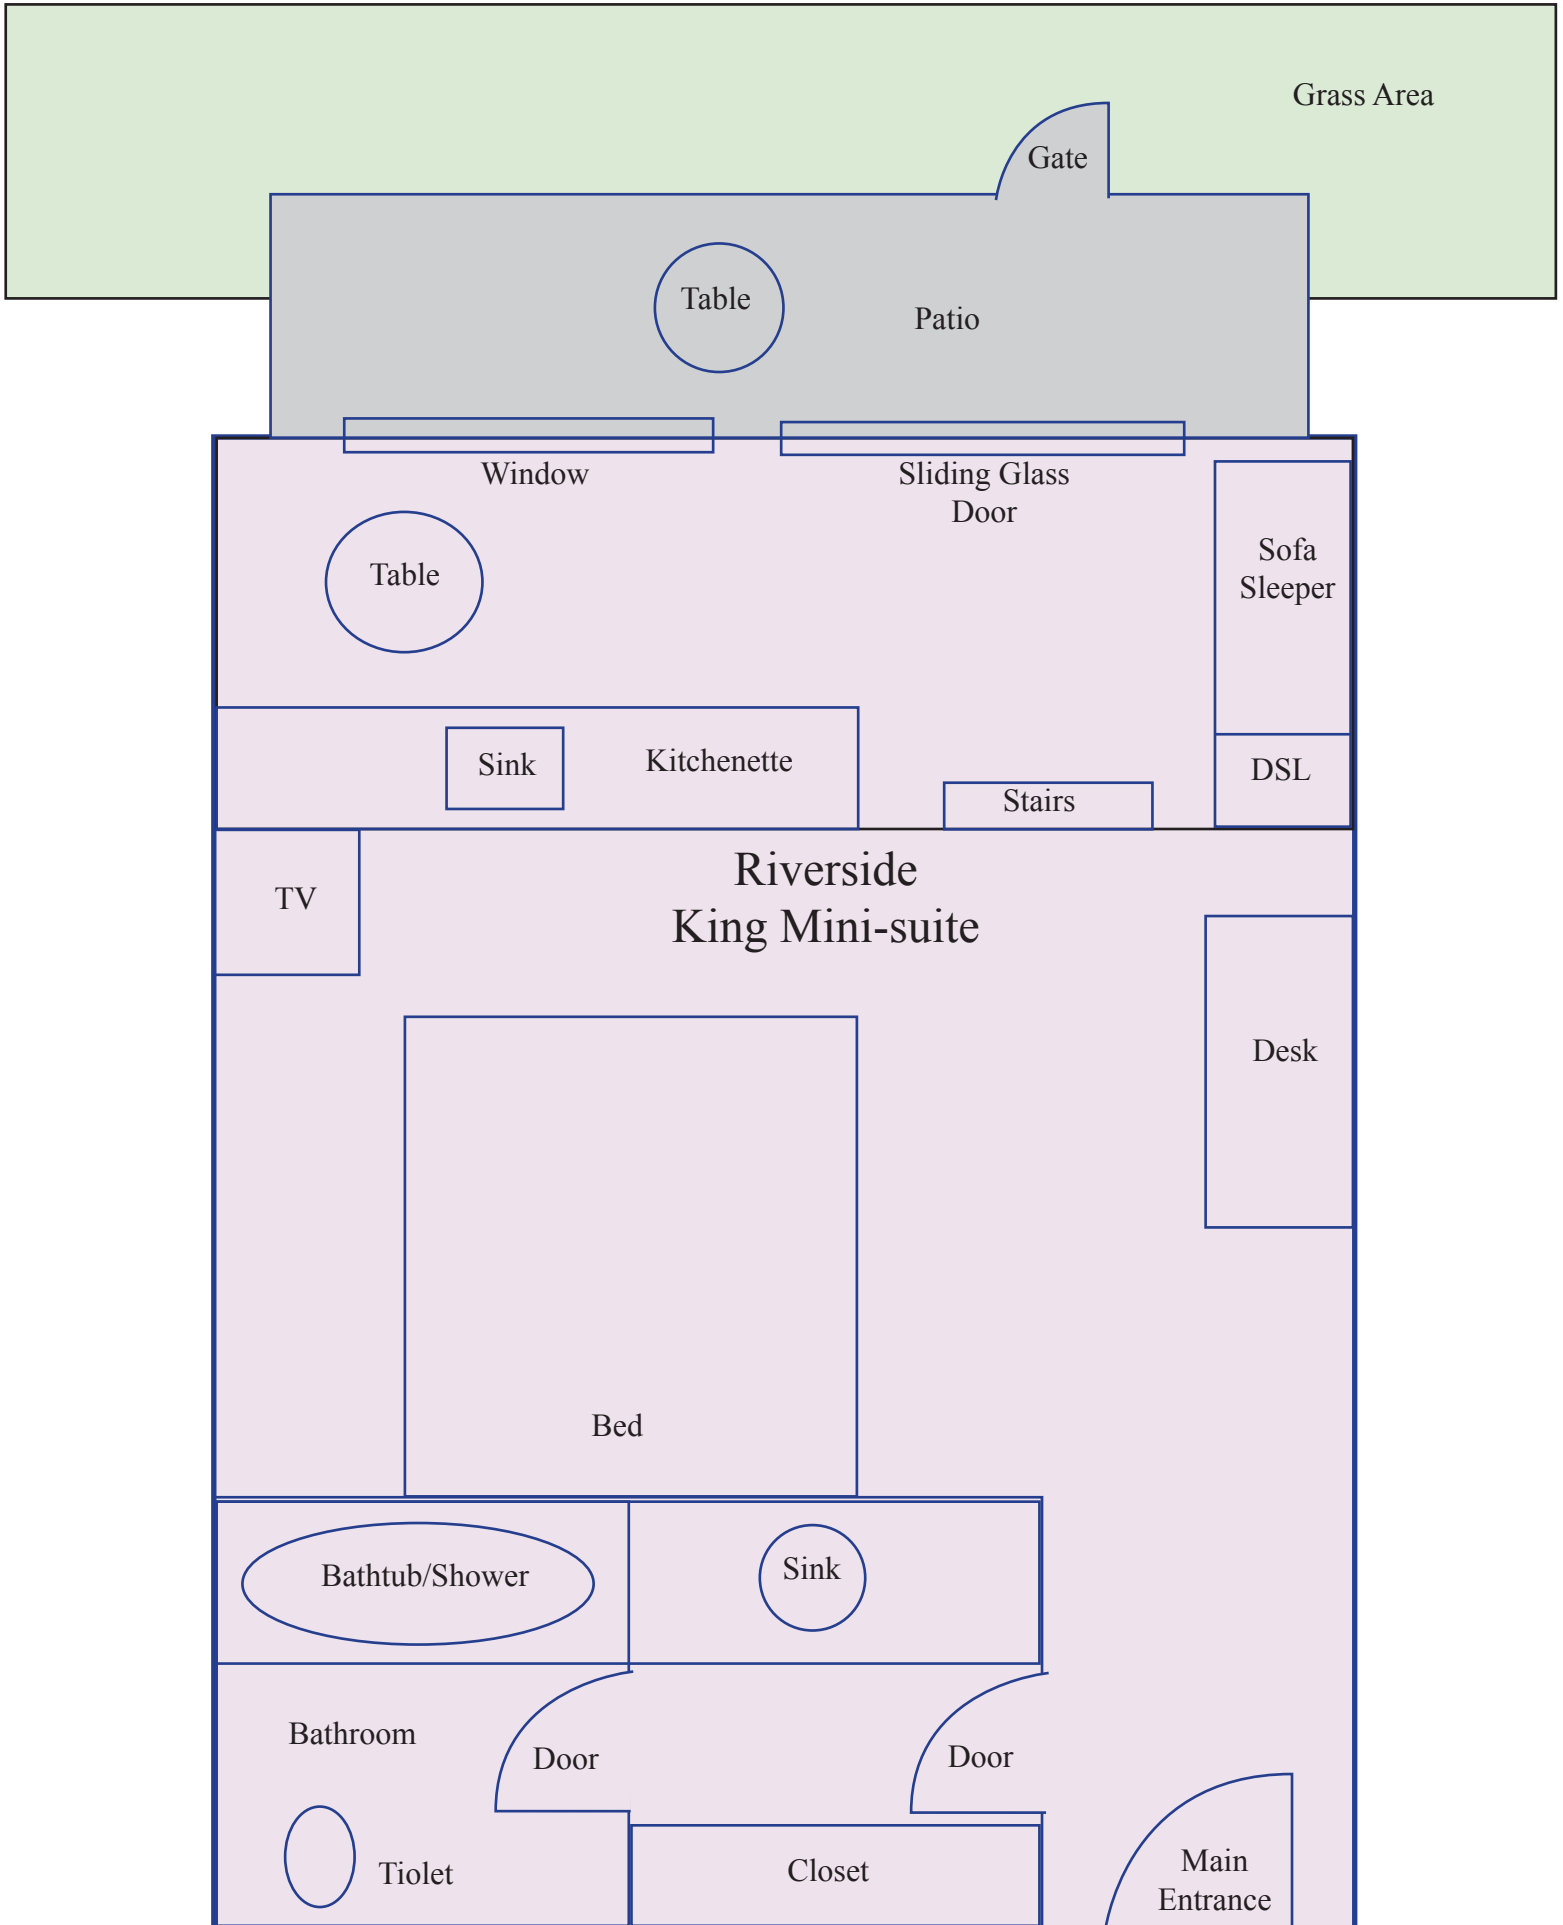 Grass Area
Gate
Table
Patio
Window
Sliding Glass
Door
Table
Sofa
Sleeper
Sink
Kitchenette
DSL
Stairs
Riverside
King Mini-suite
TV
Desk
Bed
Bathtub/Shower
Sink
Bathroom
Door
Door
Tiolet
Closet
Main
Entrance